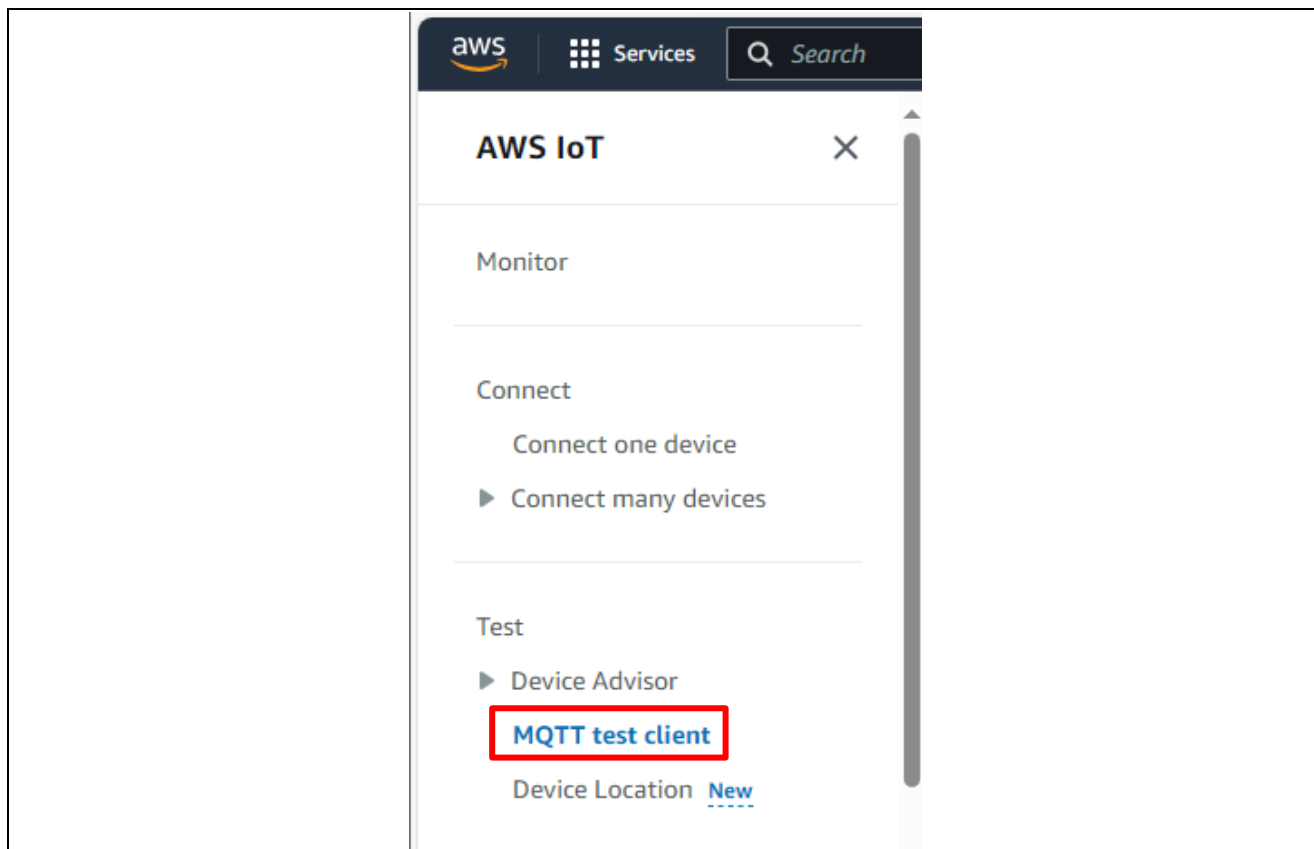 aws
Services
Search
AWS IoT
Monitor
Connect
Connect one device
Connect many devices
Test
Device Advisor
MQTT test client
Device Location New